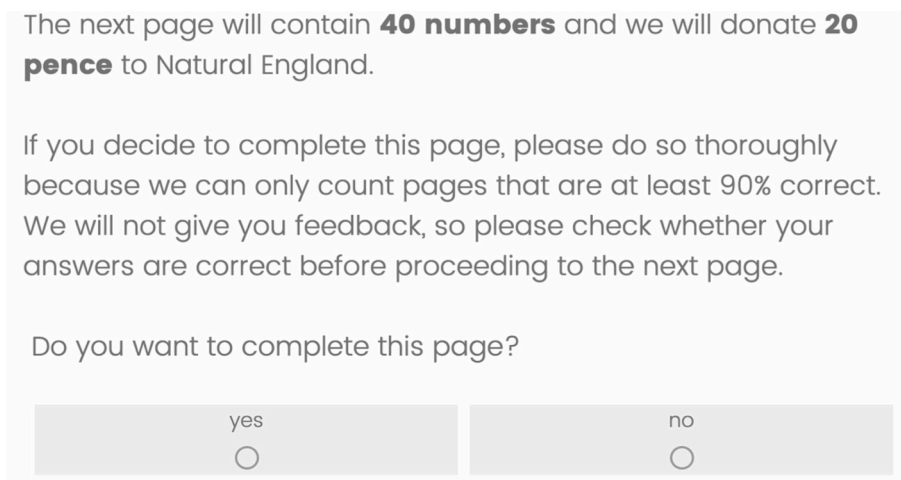 The next page will contain 40 numbers and we will donate 20
pence to Natural England.
If you decide to complete this page, please do so thoroughly
because we can only count pages that are at least 90% correct.
We will not give you feedback, so please check whether your
answers are correct before proceeding to the next page.
Do you want to complete this page?
yes
no